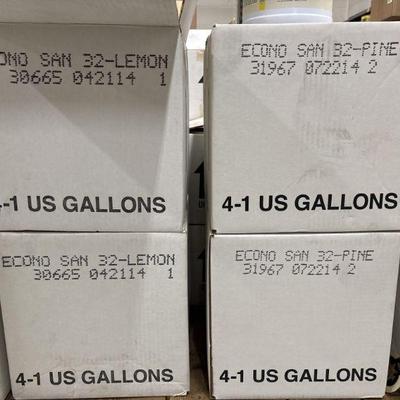 ONO SAN 32-LEMON
30665 042114 1
4-1 US GALLONS
ECONO SAN 32-PINE
31967 072214 2
4-1 US GALLONS
ECONO SAN 32-LEMON
30665 042114 1
4-1 US GALLONS
ECONO SAN 32-PINE
31967 072214 2
4-1 US GALLONS